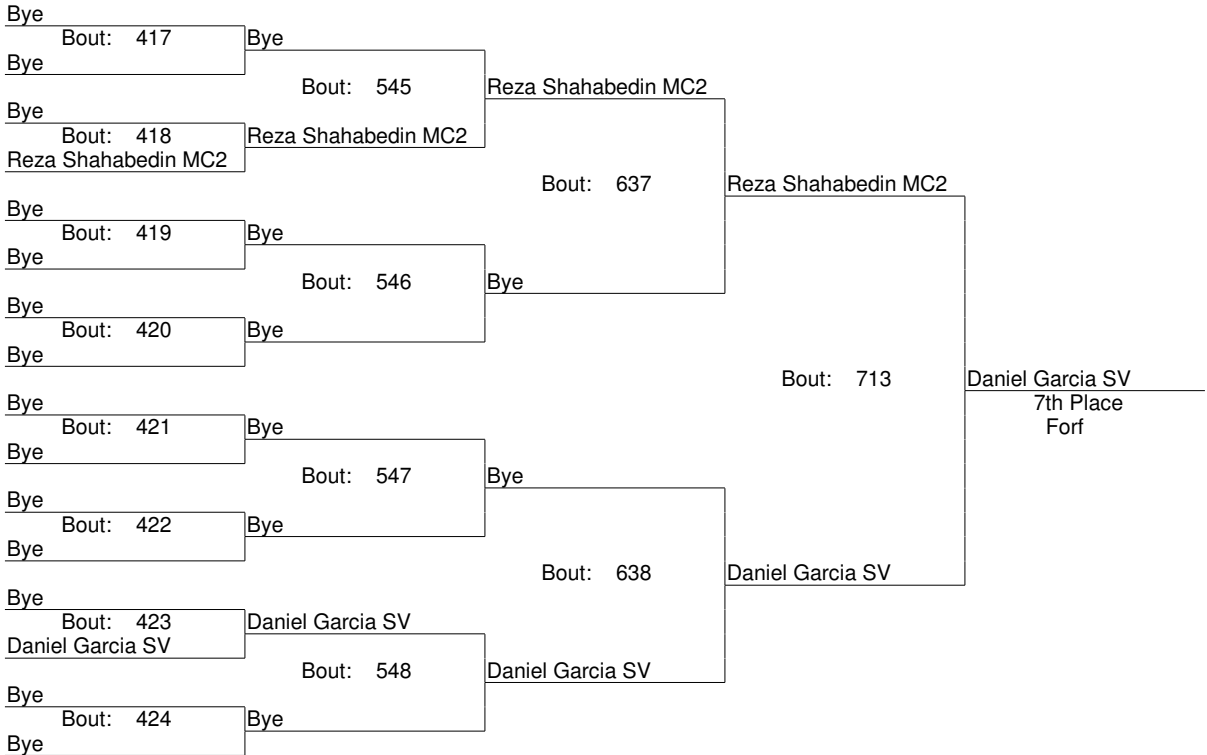 Bye
Bout: 417 Bye
Bye
Bout: 545 Reza Shahabedin MC2
Bye
Bout: 418 Reza Shahabedin MC2
Reza Shahabedin MC2
Bout: 637 Reza Shahabedin MC2
Bye
Bout: 419 Bye
Bye
Bout: 546 Bye
Bye
Bout: 420 Bye
Bye
Bout: 713 Daniel Garcia SV
7th Place
Forf
Bye
Bout: 421 Bye
Bye
Bout: 547 Bye
Bye
Bout: 422 Bye
Bye
Bout: 638 Daniel Garcia SV
Bye
Bout: 423 Daniel Garcia SV
Daniel Garcia SV
Bout: 548 Daniel Garcia SV
Bye
Bout: 424 Bye
Bye